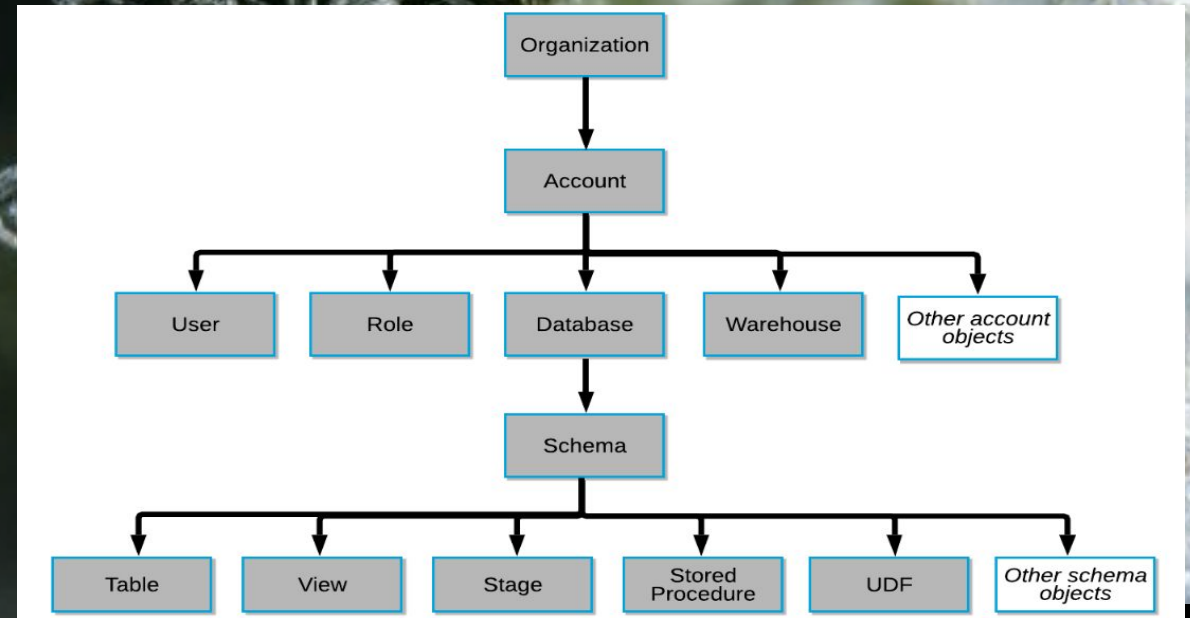 Organization
Account
User
Role
Database
Warehouse
Other account
objects
Schema
Table
View
Stage
Stored
Procedure
UDF
Other schema
objects